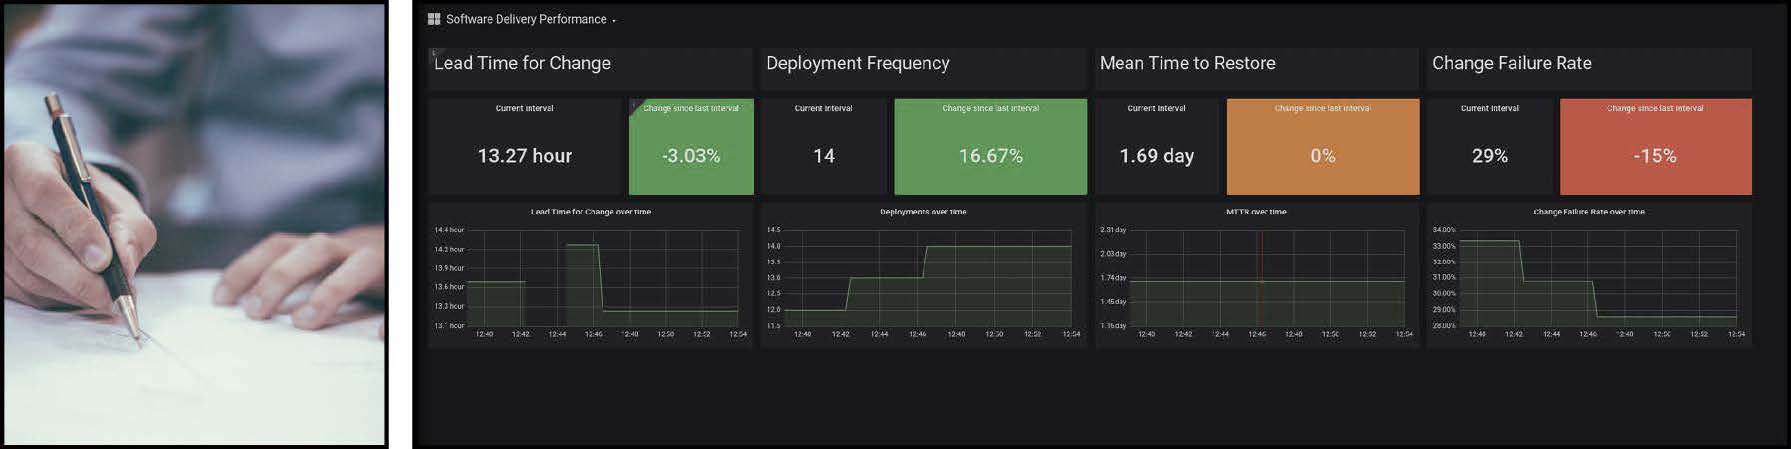 Software Delivery Performance
Lead Time for Change
Deployment Frequency
Mean Time to Restore
Change Failure Rate
Current Interval
Change since last interval
Current Interval
Change since last interval
Current Interval
Change since last interval
Current Interval
Change since last interval
13.27 hour
-3.03%
14
16.67%
1.69 day
0%
29%
-15%
Lead Time for Change over time
14.4 hour
14.2 hour
13.9 hour
13.6 hour
13.3 hour
13.1 hour
12:40 12:42 12:44 12:46 12:48 12:50 12:52 12:54
Deployments over time
14.5
14.0
13.5
13.0
12.5
12.0
11.5
12:40 12:42 12:44 12:46 12:48 12:50 12:52 12:54
MTTR over time
2.31 day
2.03 day
1.74 day
1.45 day
1.16 day
12:40 12:42 12:44 12:46 12:48 12:50 12:52 12:54
Change Failure Rate over time
34.00%
33.00%
32.00%
31.00%
30.00%
29.00%
28.00%
12:40 12:42 12:44 12:46 12:48 12:50 12:52 12:54